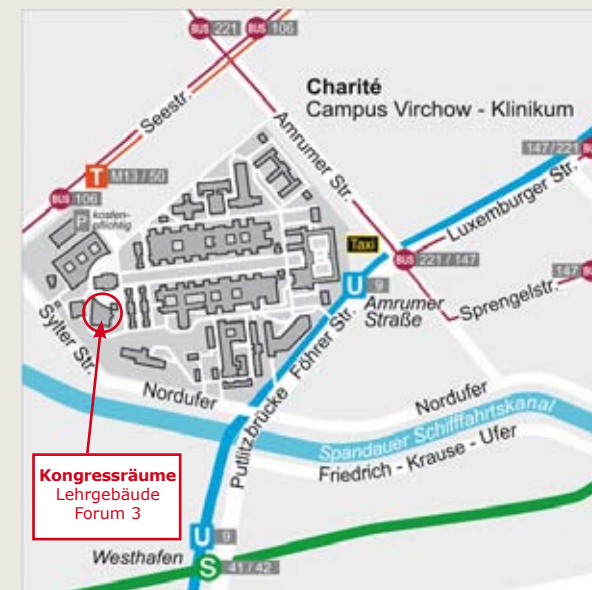 BUS 221
BUS 106
Charité
Campus Virchow - Klinikum
Seestr.
Amrumer Str.
147/221 BUS
T M13 / 50
Luxemburger Str.
BUS 106
P kosten-
pflichtig
Taxi
BUS 221 / 147
147 BUS
U 9
Amrumer
Straße
Sprengelstr.
Sylter Str.
Föhrer Str.
Nordufer
Nordufer
Putlitzbrücke
Spandauer Schifffahrtskanal
Friedrich - Krause - Ufer
Kongressräume
Lehrgebäude
Forum 3
U 9
Westhafen
S 41 / 42